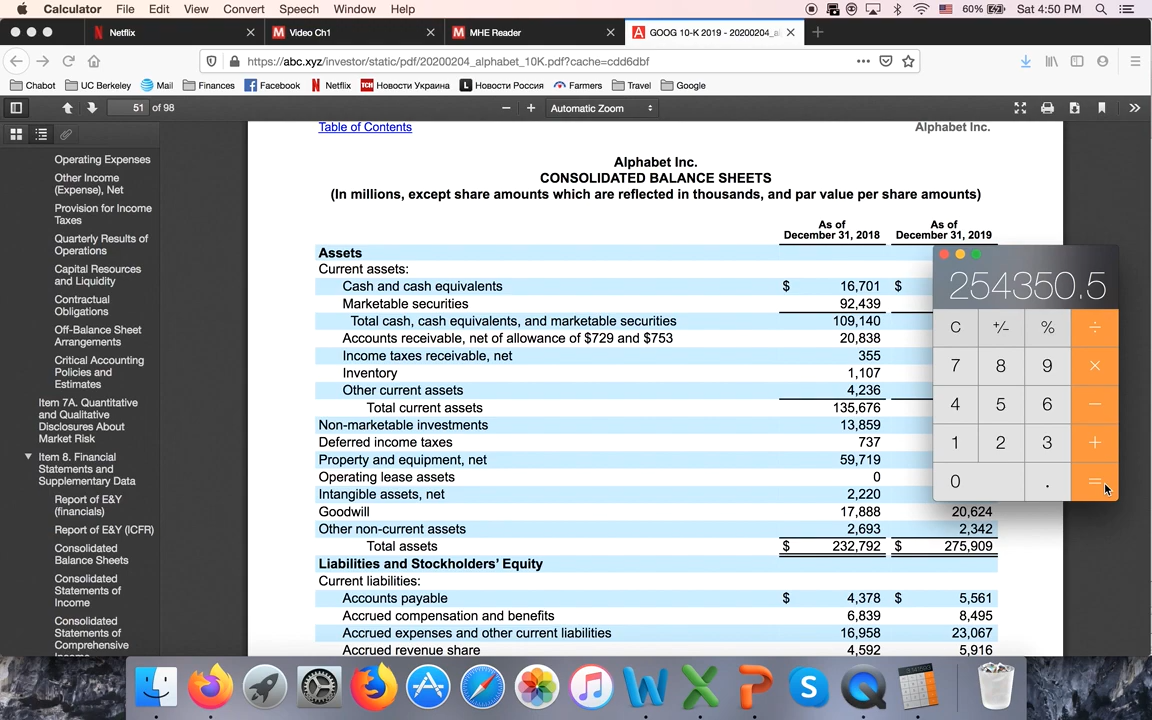 Calculator File Edit View Convert Speech Window Help 60% Sat 4:50 PM
Netflix Video Ch1 MHE Reader GOOG 10-K 2019 - 20200204_al
https://abc.xyz/investor/static/pdf/20200204_alphabet_10K.pdf?cache=cdd6dbf
Chatbot UC Berkeley Mail Finances Facebook Netflix Новости Украина Новости Россия Farmers Travel Google
51 of 98 Automatic Zoom
Operating Expenses
Other Income
(Expense), Net
Provision for Income
Taxes
Quarterly Results of
Operations
Capital Resources
and Liquidity
Contractual
Obligations
Off-Balance Sheet
Arrangements
Critical Accounting
Policies and
Estimates
Item 7A. Quantitative
and Qualitative
Disclosures About
Market Risk
Item 8. Financial
Statements and
Supplementary Data
Report of E&Y
(financials)
Report of E&Y (ICFR)
Consolidated
Balance Sheets
Consolidated
Statements of
Income
Consolidated
Statements of
Comprehensive
Table of Contents Alphabet Inc.
Alphabet Inc.
CONSOLIDATED BALANCE SHEETS
(In millions, except share amounts which are reflected in thousands, and par value per share amounts)
As of As of
December 31, 2018 December 31, 2019
Assets
Current assets:
Cash and cash equivalents $ 16,701 $
Marketable securities 92,439
Total cash, cash equivalents, and marketable securities 109,140
Accounts receivable, net of allowance of $729 and $753 20,838
Income taxes receivable, net 355
Inventory 1,107
Other current assets 4,236
Total current assets 135,676
Non-marketable investments 13,859
Deferred income taxes 737
Property and equipment, net 59,719
Operating lease assets 0
Intangible assets, net 2,220
Goodwill 17,888 20,624
Other non-current assets 2,693 2,342
Total assets $ 232,792 $ 275,909
Liabilities and Stockholders' Equity
Current liabilities:
Accounts payable $ 4,378 $ 5,561
Accrued compensation and benefits 6,839 8,495
Accrued expenses and other current liabilities 16,958 23,067
Accrued revenue share 4,592 5,916
254350.5
C +/- % ÷
7 8 9 ×
4 5 6 −
1 2 3 +
0 . =